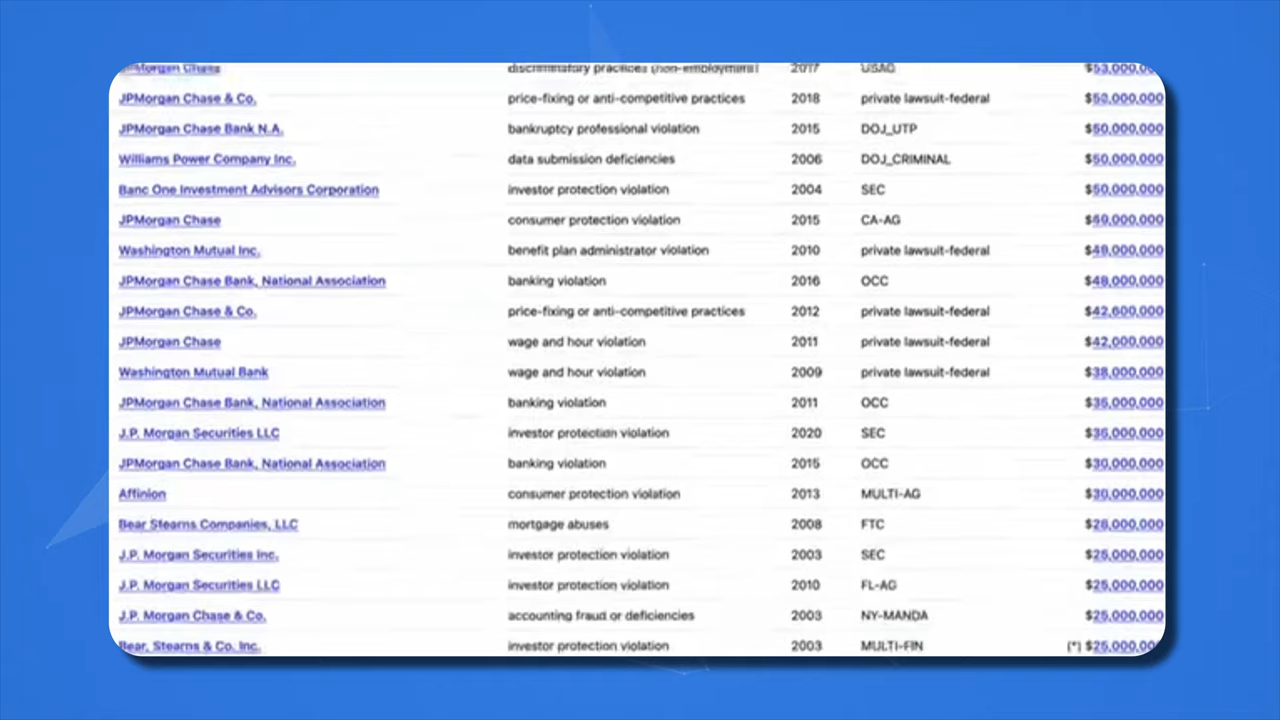 JPMorgan Chase discriminatory practices (non-employment) 2017 USAG $53,000,00
JPMorgan Chase & Co. price-fixing or anti-competitive practices 2018 private lawsuit-federal $50,000,000
JPMorgan Chase Bank N.A. bankruptcy professional violation 2015 DOJ_UTP $50,000,000
Williams Power Company Inc. data submission deficiencies 2006 DOJ_CRIMINAL $50,000,000
Banc One Investment Advisors Corporation investor protection violation 2004 SEC $50,000,000
JPMorgan Chase consumer protection violation 2015 CA-AG
Washington Mutual Inc. benefit plan administrator violation 2010 private lawsuit-federal
JPMorgan Chase Bank, National Association banking violation 2016 OCC $48,000,000
JPMorgan Chase & Co. price-fixing or anti-competitive practices 2012 private lawsuit-federal $42,600,000
JPMorgan Chase wage and hour violation 2011 private lawsuit-federal $42,000,000
Washington Mutual Bank wage and hour violation 2009 private lawsuit-federal $38,000,000
JPMorgan Chase Bank, National Association banking violation 2011 OCC $35,000,000
J.P. Morgan Securities LLC investor protection violation 2020 SEC $35,000,000
JPMorgan Chase Bank, National Association banking violation 2015 OCC $30,000,000
Affinion consumer protection violation 2013 MULTI-AG $30,000,000
Bear Stearns Companies, LLC mortgage abuses 2008 FTC $28,000,000
J.P. Morgan Securities Inc. investor protection violation 2003 SEC $25,000,000
J.P. Morgan Securities LLC investor protection violation 2010 FL-AG $25,000,000
J.P. Morgan Chase & Co. accounting fraud or deficiencies 2003 NY-MANDA $25,000,000
Bear, Stearns & Co. Inc. investor protection violation 2003 MULTI-FIN (*) $25,000,000